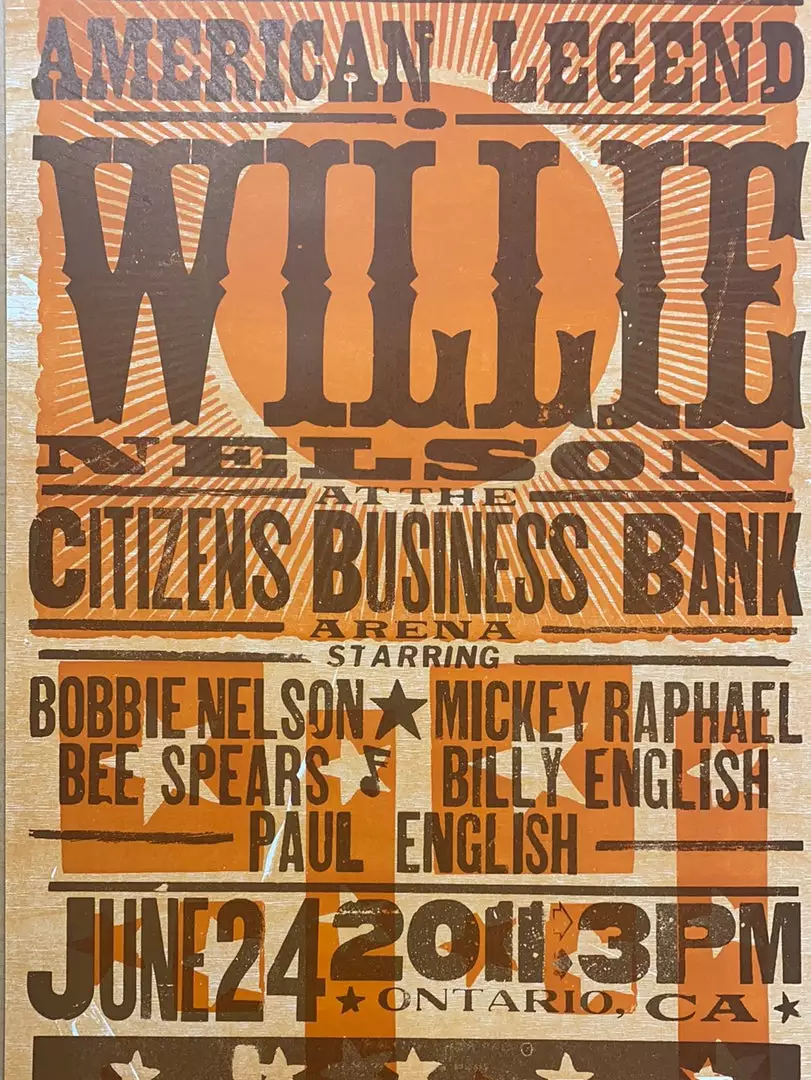 AMERICAN LEGEND
WILLIE
NELSON
AT THE
CITIZENS BUSINESS BANK
ARENA
STARRING
BOBBIE NELSON ★ MICKEY RAPHAEL
BEE SPEARS BILLY ENGLISH
PAUL ENGLISH
JUNE 24 2011 3PM
★ ONTARIO, CA ★